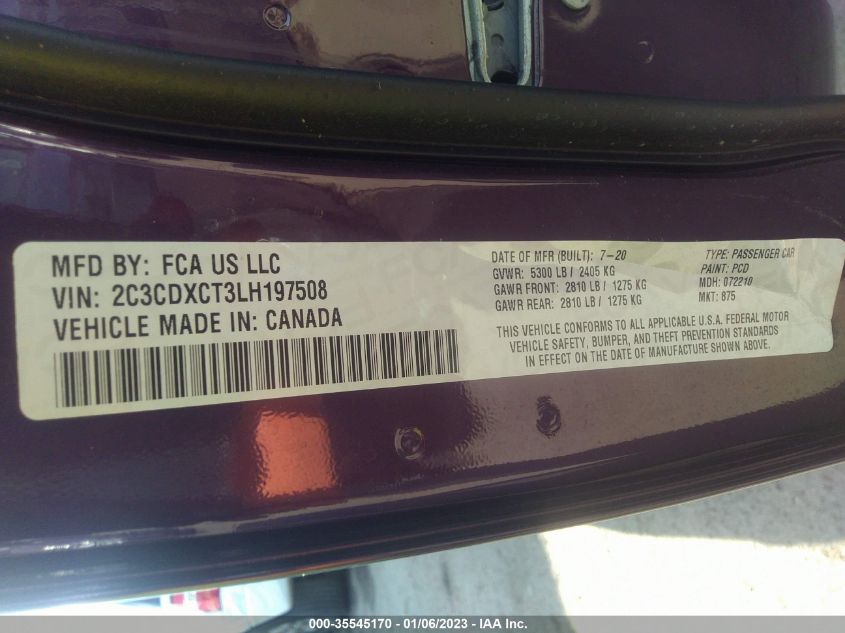 MFD BY: FCA US LLC
VIN: 2C3CDXCT3LH197508
VEHICLE MADE IN: CANADA
DATE OF MFR (BUILT): 7-20
GVWR: 5300 LB / 2405 KG
GAWR FRONT: 2810 LB / 1275 KG
GAWR REAR: 2810 LB / 1275 KG
TYPE: PASSENGER CAR
PAINT: PCD
MDH: 072210
MKT: 875
THIS VEHICLE CONFORMS TO ALL APPLICABLE U.S.A. FEDERAL MOTOR
VEHICLE SAFETY, BUMPER, AND THEFT PREVENTION STANDARDS
IN EFFECT ON THE DATE OF MANUFACTURE SHOWN ABOVE.
000-35545170 - 01/06/2023 - IAA Inc.